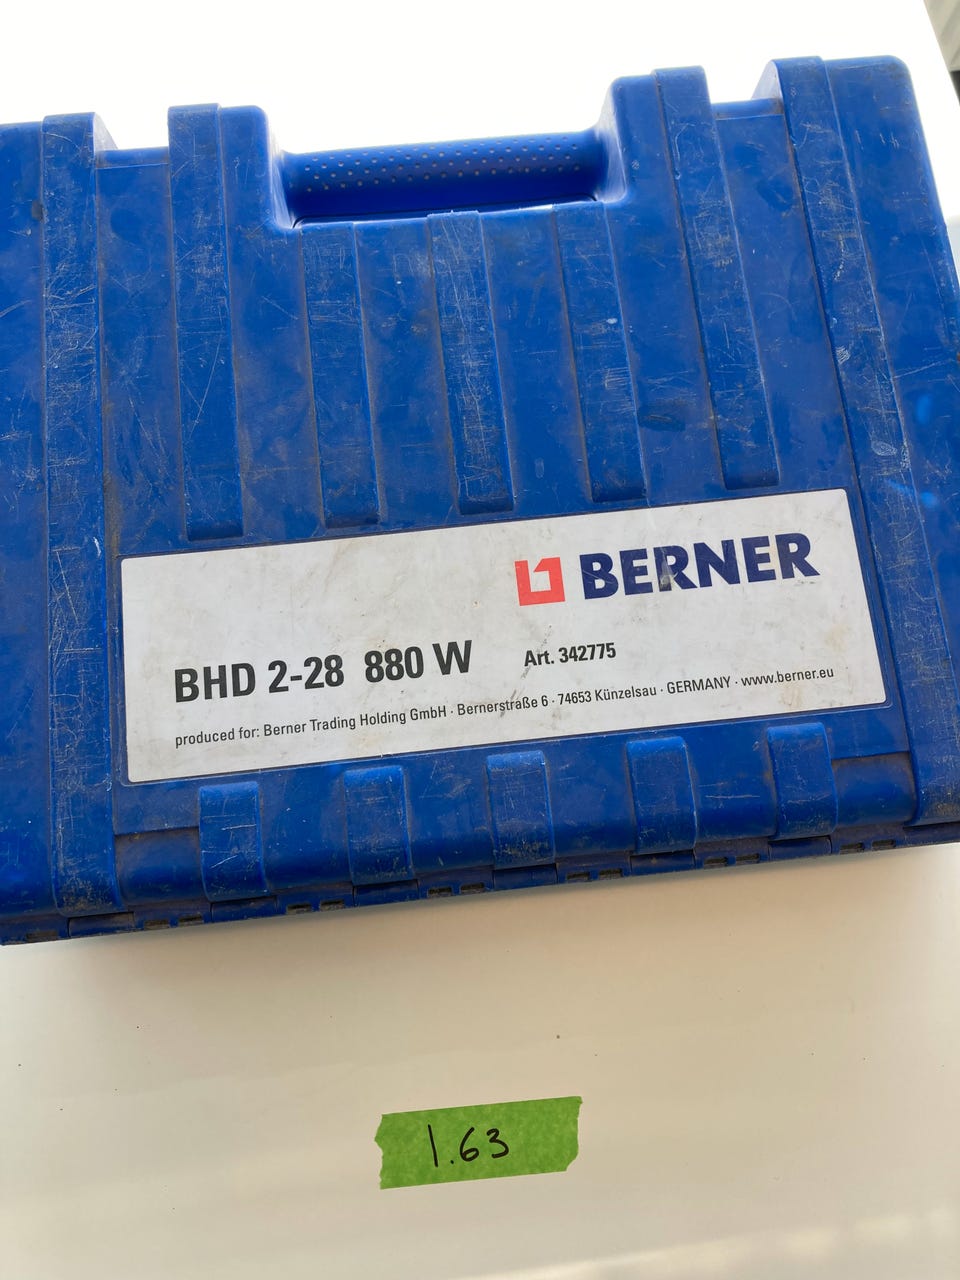 BERNER
BHD 2-28 880 W Art. 342775
produced for: Berner Trading Holding GmbH · Bernerstraße 6 · 74653 Künzelsau · GERMANY · www.berner.eu
1.63